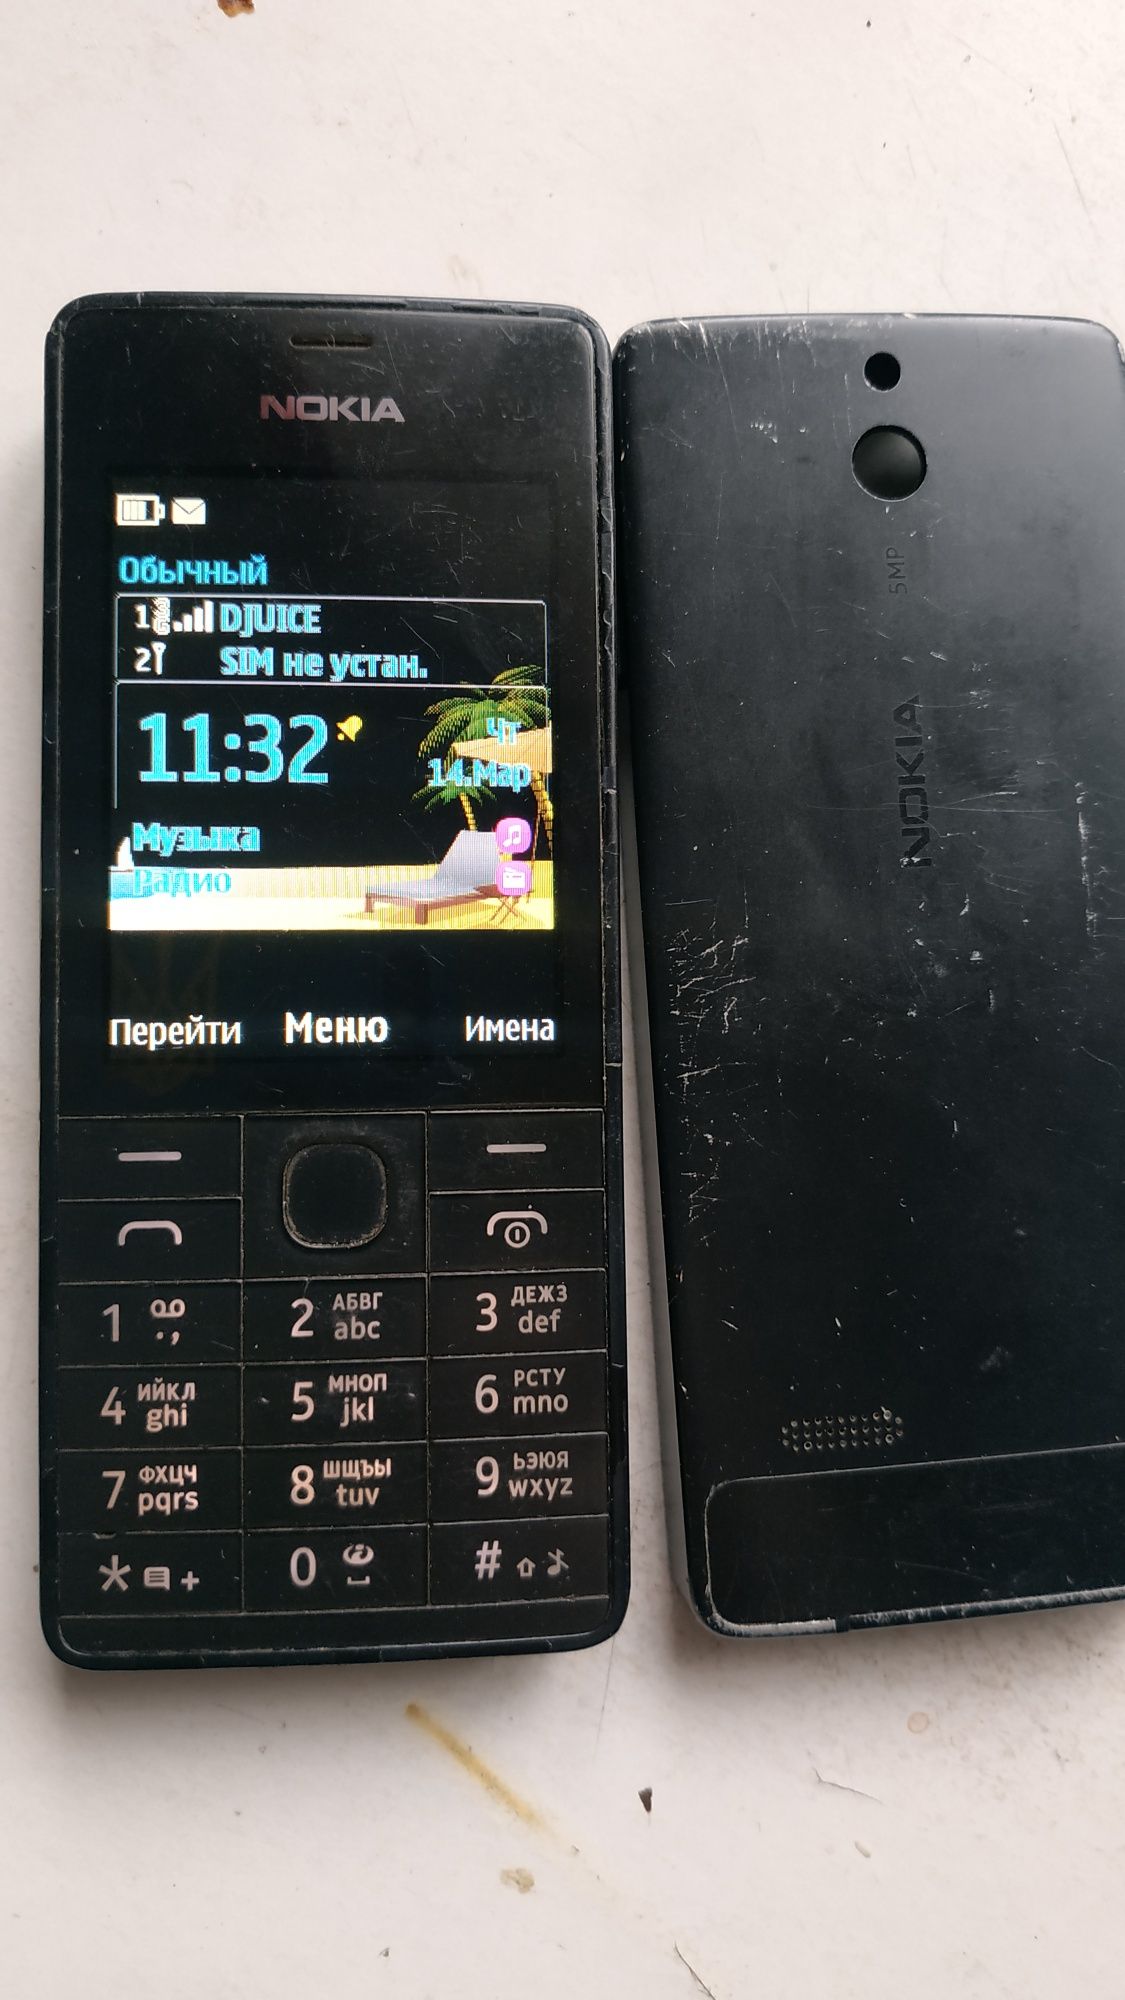 NOKIA
Обычный
1 DJUICE
2 SIM не устан.
11:32
Чт
14.Мар
Музыка
Радио
Перейти Меню Имена
1 .,
2 АБВГ abc
3 ДЕЖЗ def
4 ИЙКЛ ghi
5 МНОП jkl
6 РСТУ mno
7 ФХЦЧ pqrs
8 ШЩЪЫ tuv
9 ЬЭЮЯ wxyz
* +
0
#
5MP
NOKIA